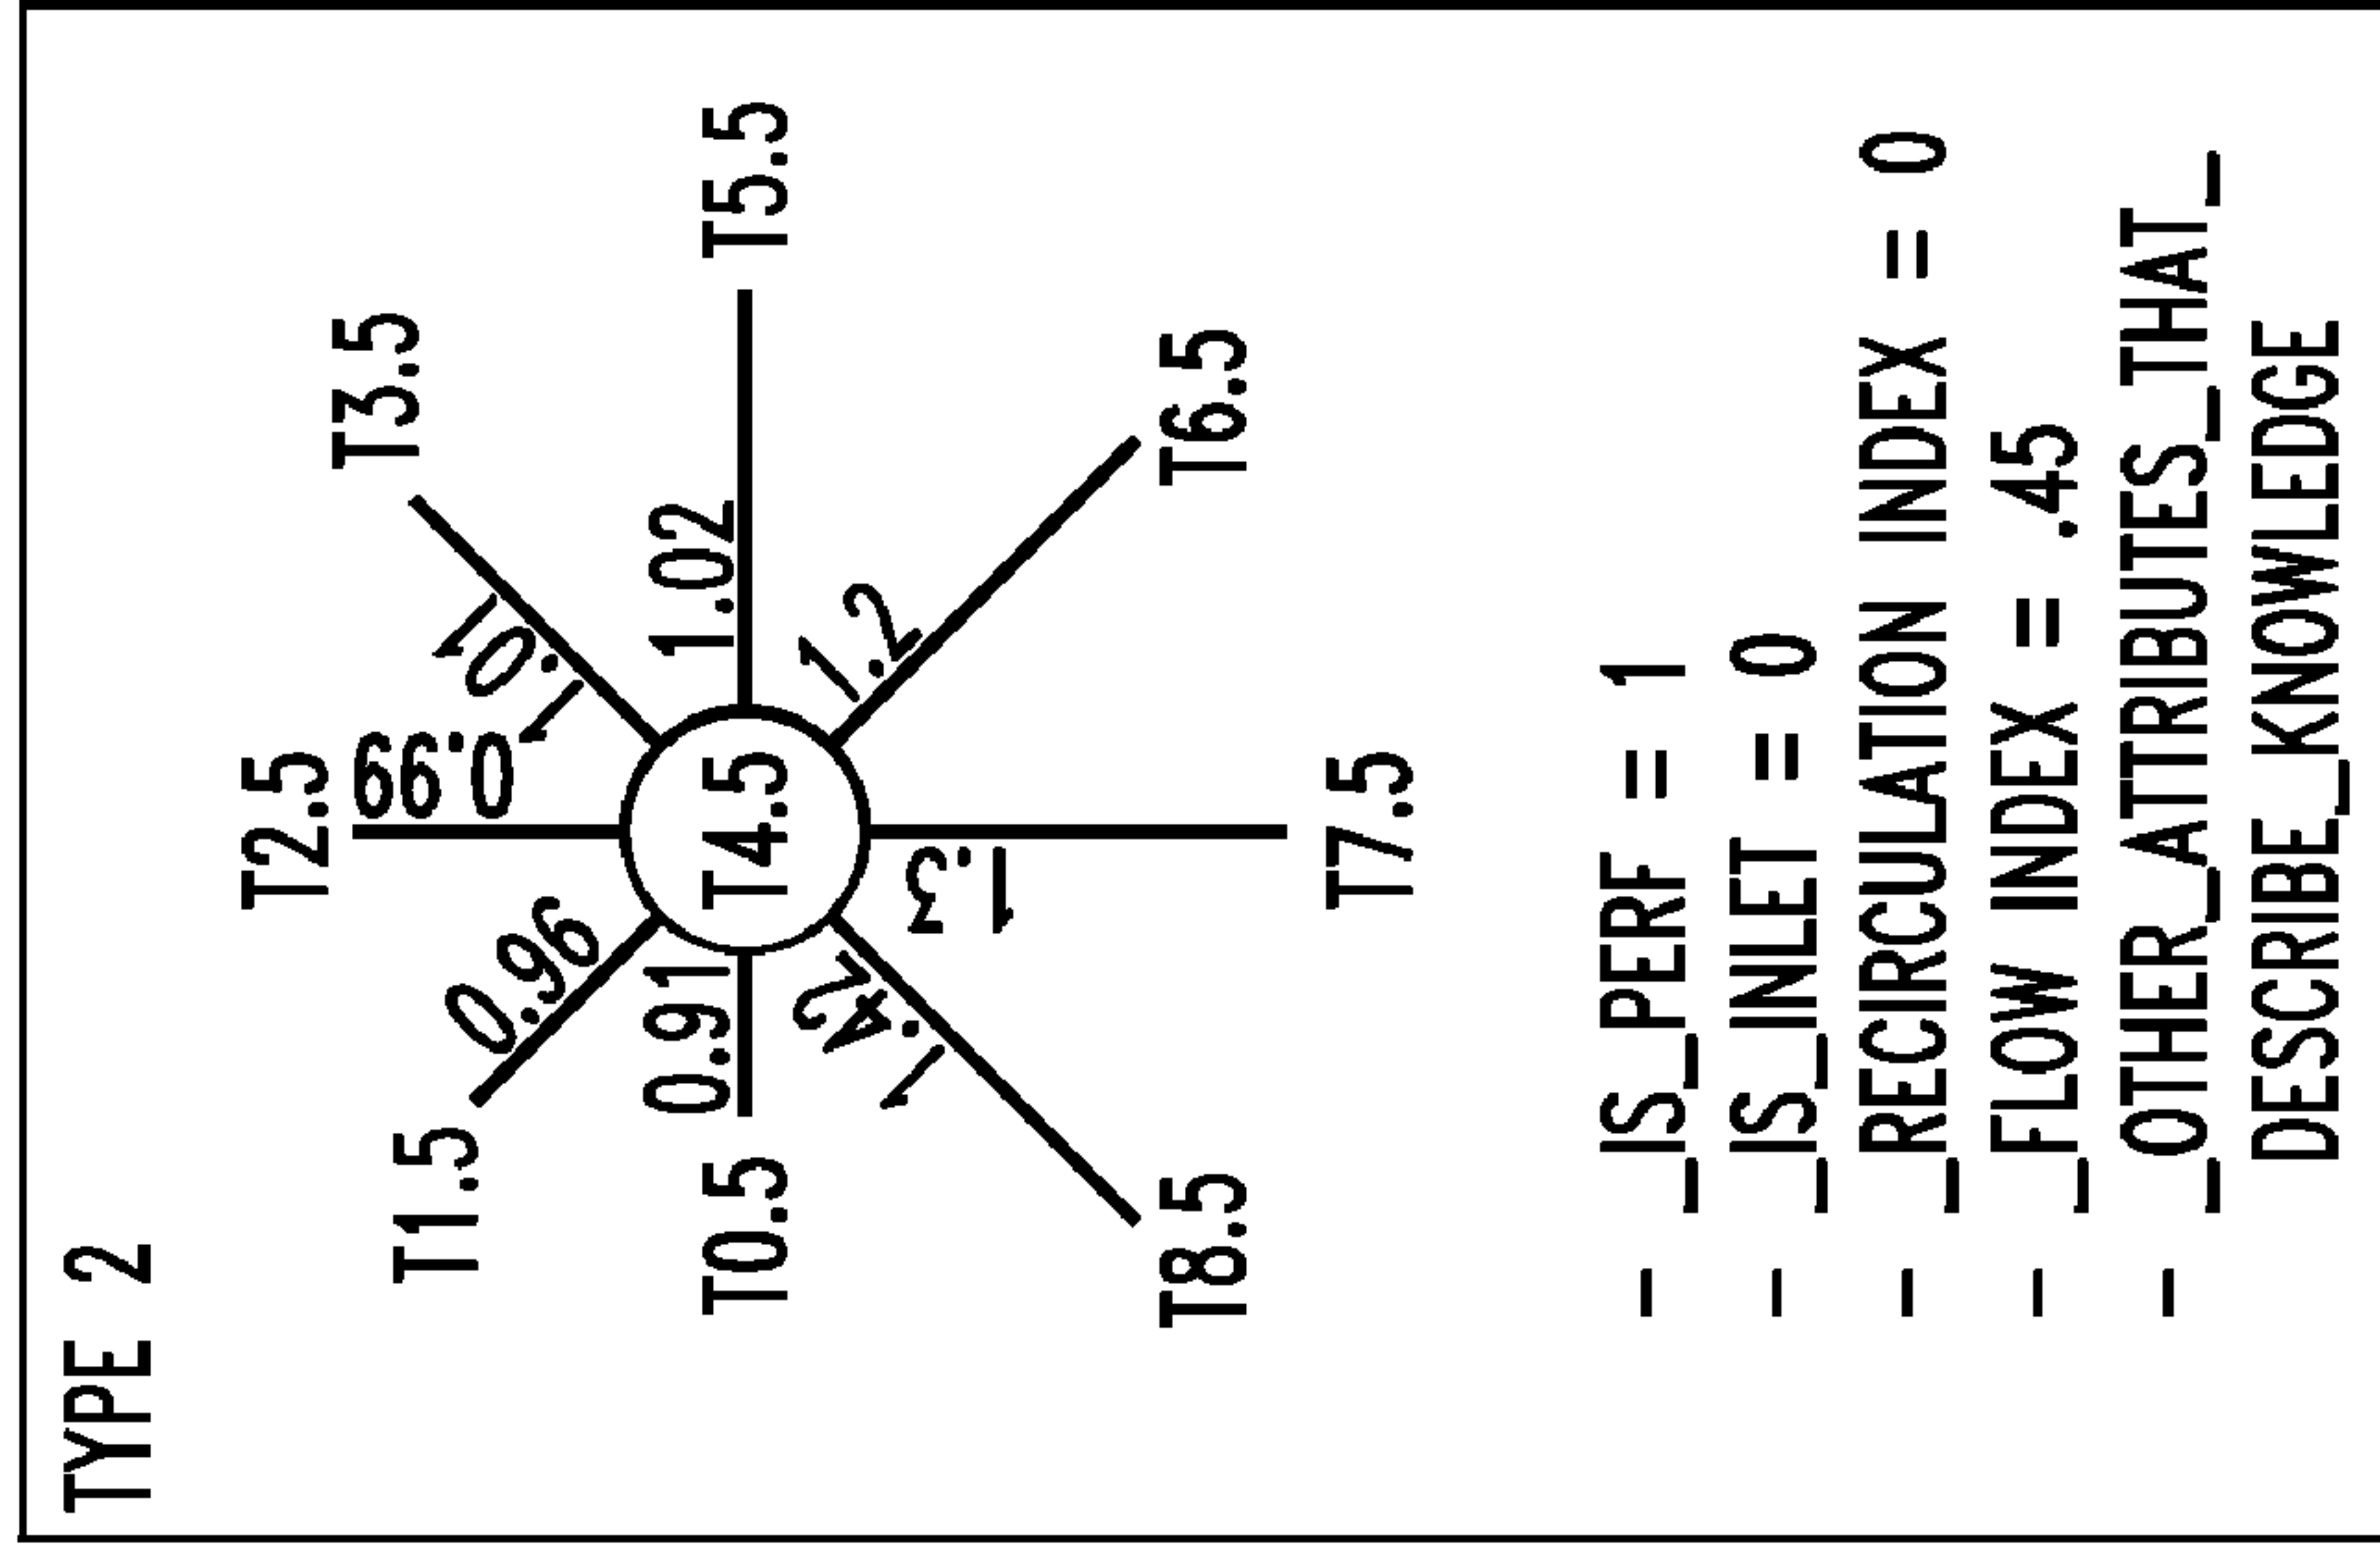 TYPE 2
T2.5
T3.5
T1.5
0.99
0.96
1.01
0.91
1.02
T0.5
T4.5
T5.5
1.42
1.2
1.3
T8.5
T6.5
T7.5
- _IS_PERF = 1
- _IS_INLET = 0
- _RECIRCULATION INDEX = 0
- _FLOW INDEX = .45
- _OTHER_ATTRIBUTES_THAT_
DESCRIBE_KNOWLEDGE